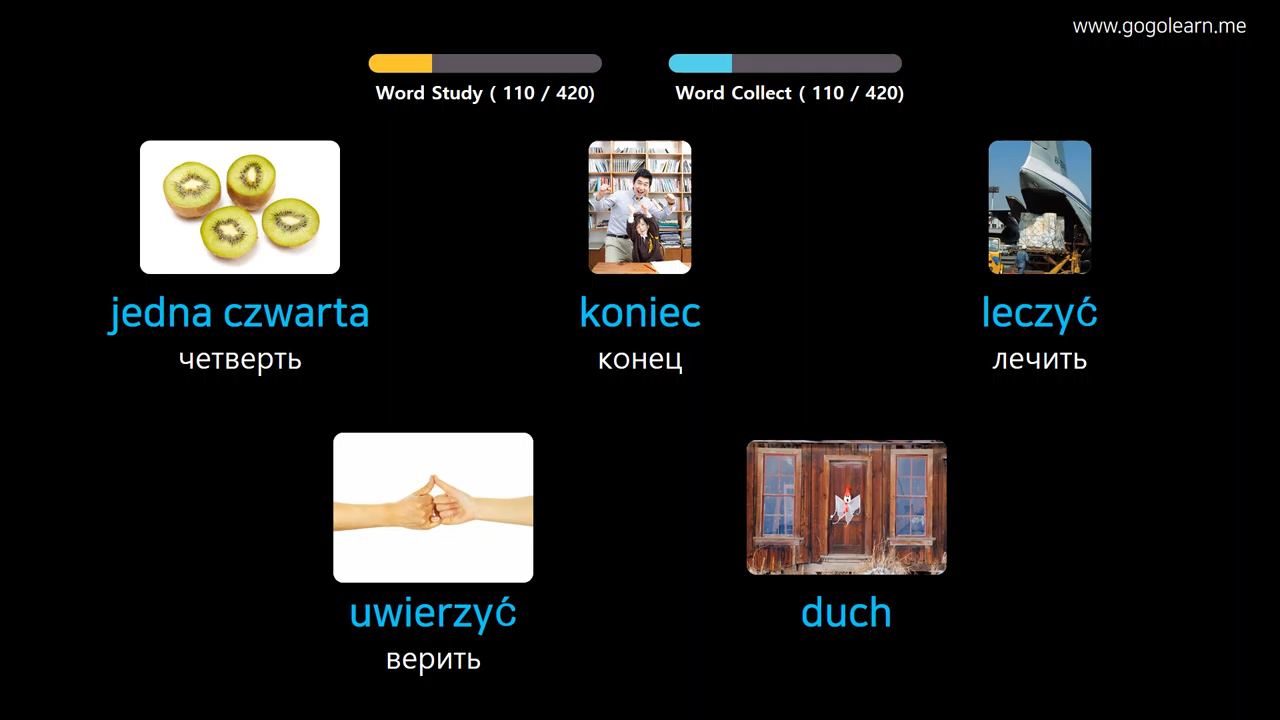 www.gogolearn.me
Word Study ( 110 / 420)
Word Collect ( 110 / 420)
jedna czwarta
четверть
koniec
конец
leczyć
лечить
uwierzyć
верить
duch